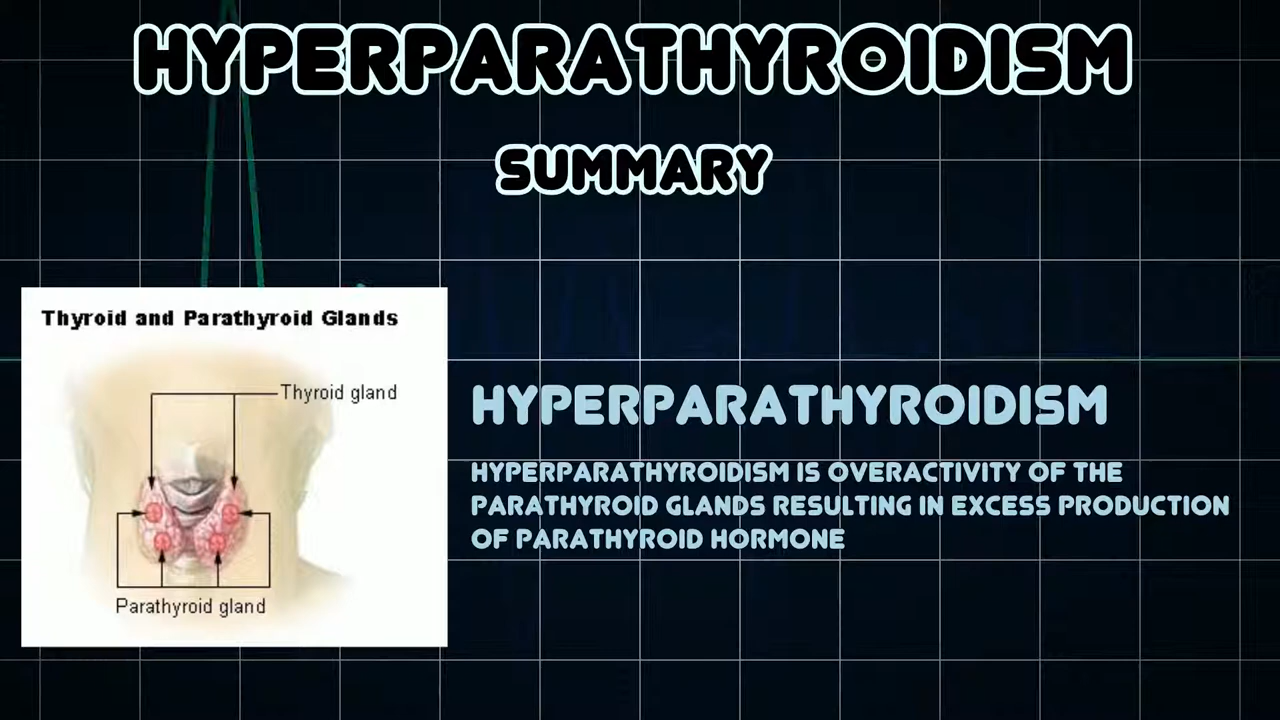 HYPERPARATHYROIDISM
SUMMARY
Thyroid and Parathyroid Glands
Thyroid gland
Parathyroid gland
HYPERPARATHYROIDISM
HYPERPARATHYROIDISM IS OVERACTIVITY OF THE
PARATHYROID GLANDS RESULTING IN EXCESS PRODUCTION
OF PARATHYROID HORMONE